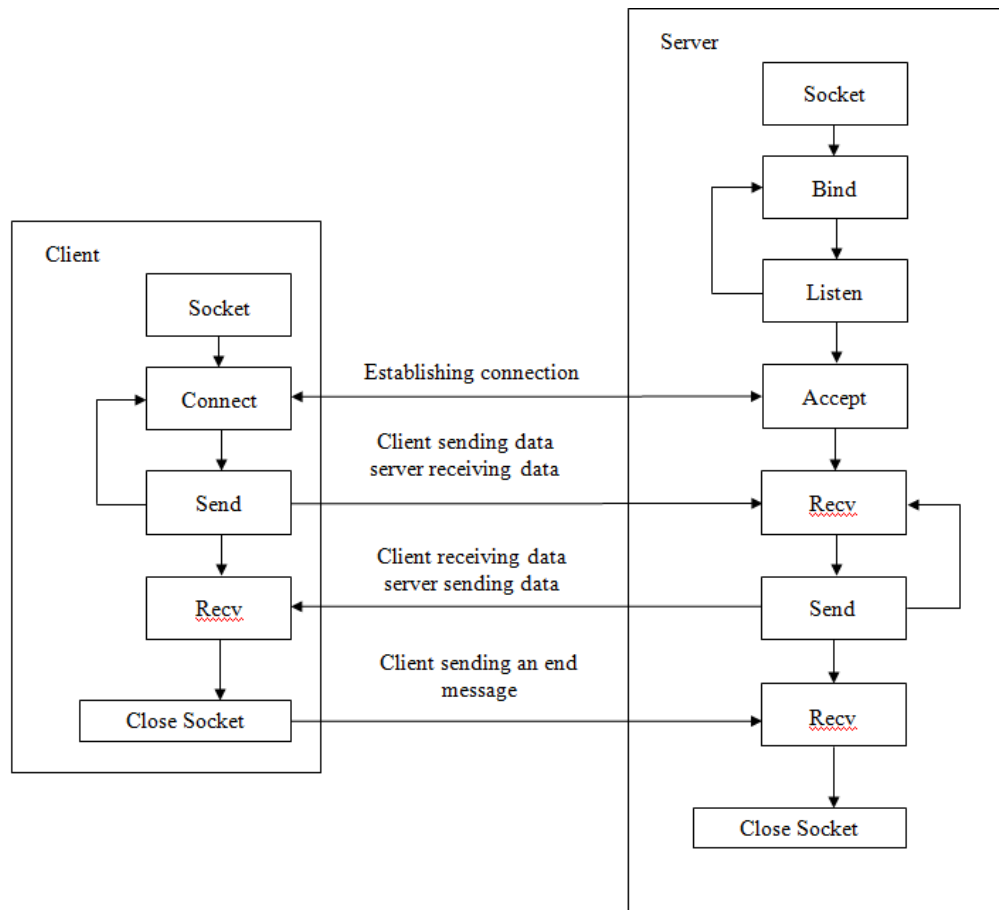 Server
Socket
Bind
Listen
Accept
Recv
Send
Recv
Close Socket
Client
Socket
Connect
Send
Recv
Close Socket
Establishing connection
Client sending data
server receiving data
Client receiving data
server sending data
Client sending an end
message